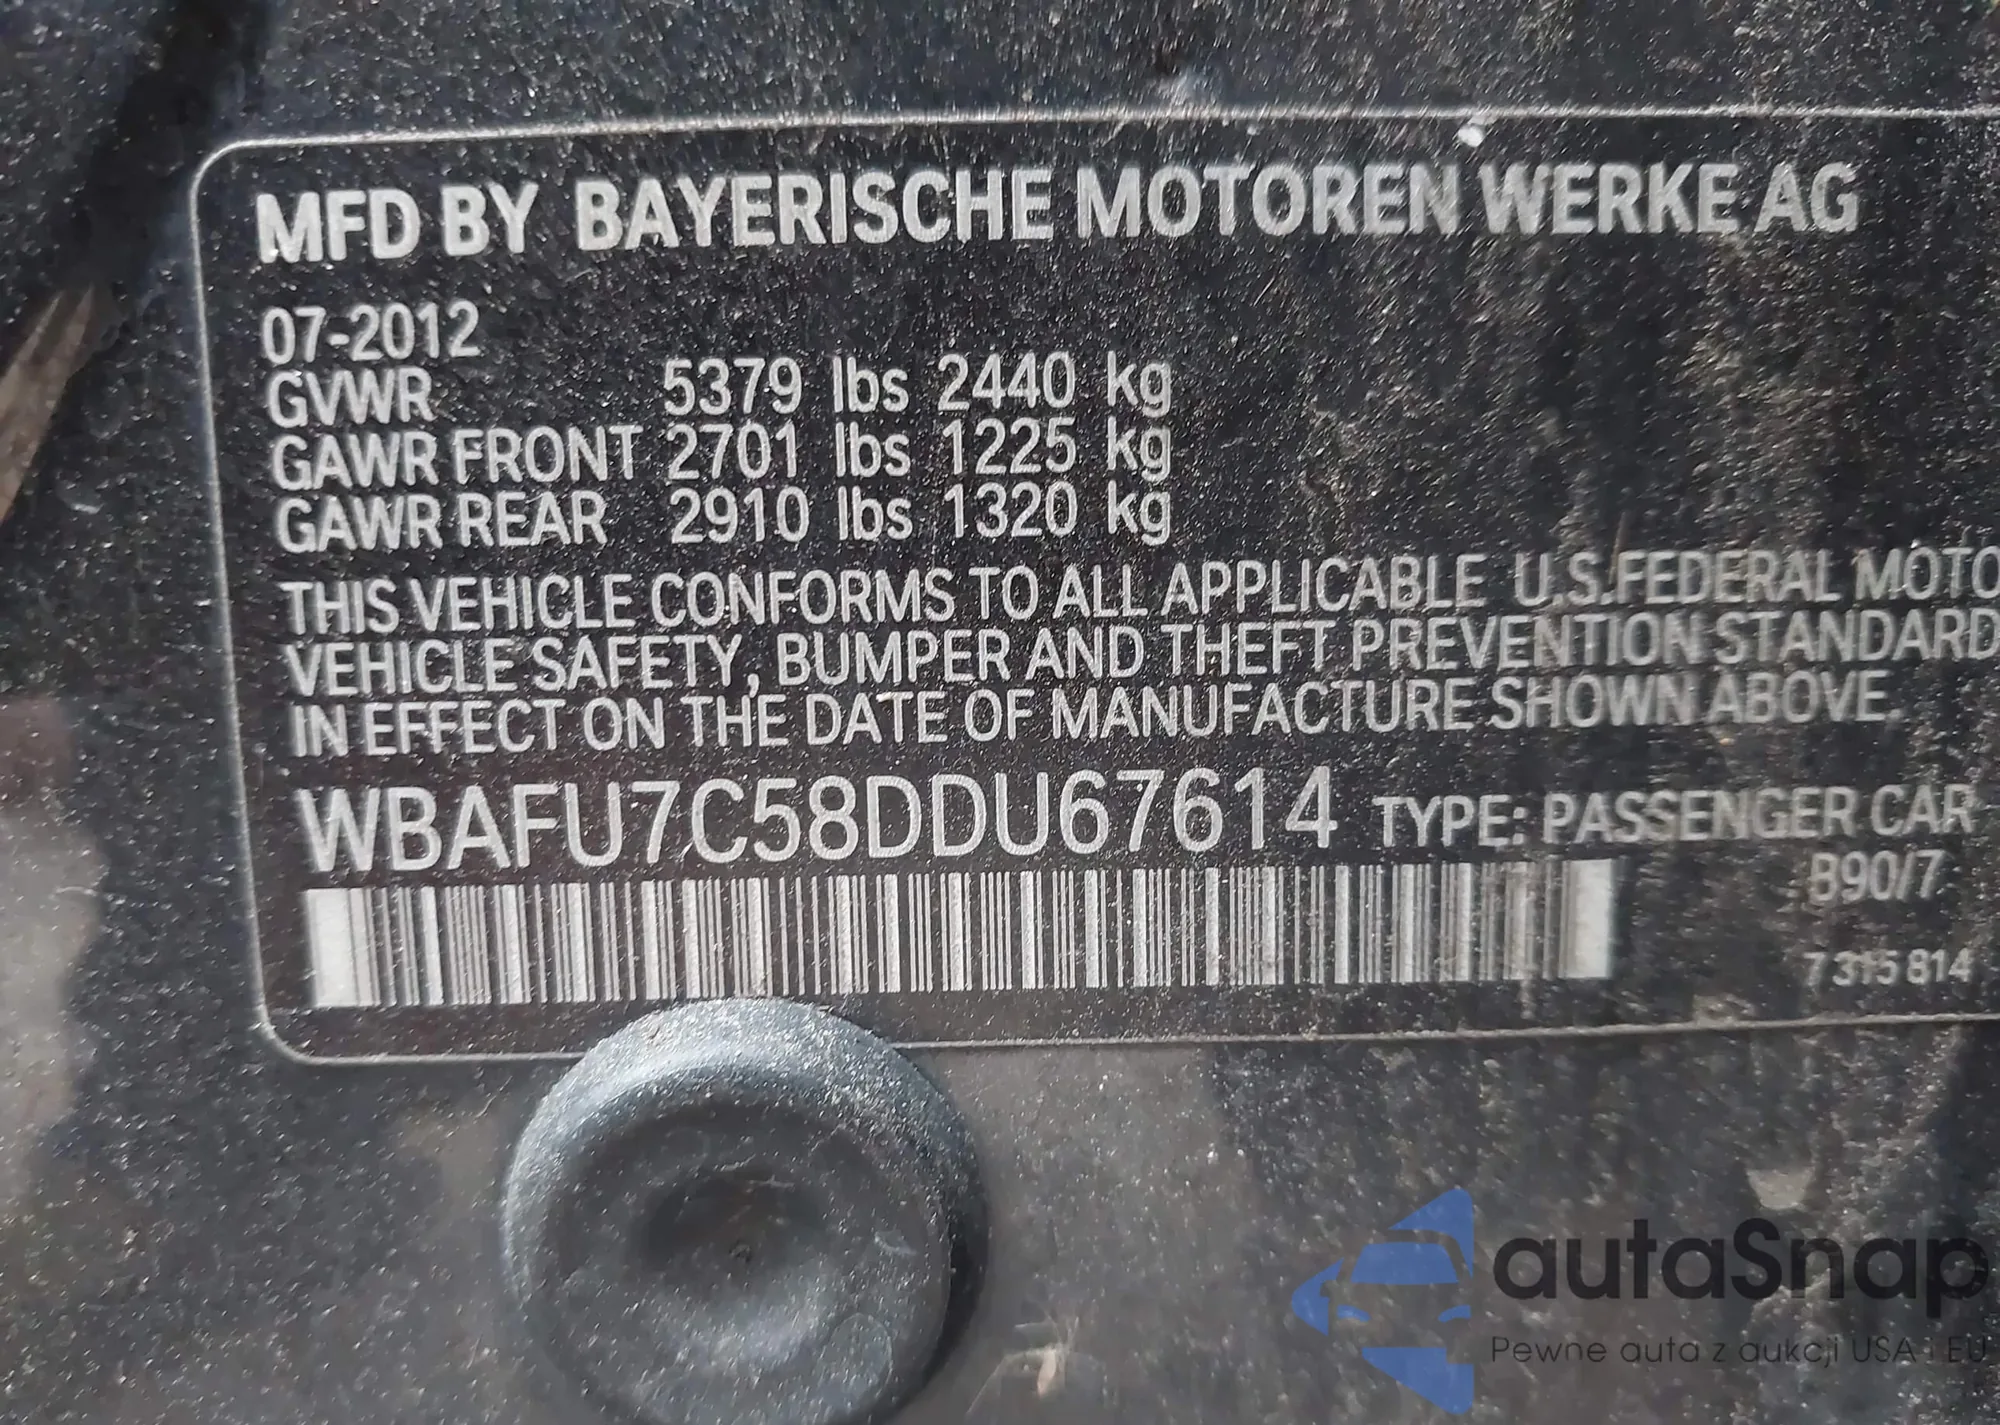 MFD BY BAYERISCHE MOTOREN WERKE AG
07-2012
GVWR 5379 lbs 2440 kg
GAWR FRONT 2701 lbs 1225 kg
GAWR REAR 2910 lbs 1320 kg
THIS VEHICLE CONFORMS TO ALL APPLICABLE U.S.FEDERAL MOTO
VEHICLE SAFETY, BUMPER AND THEFT PREVENTION STANDARD
IN EFFECT ON THE DATE OF MANUFACTURE SHOWN ABOVE.
WBAFU7C58DDU67614 TYPE: PASSENGER CAR
B90/7
7 315 814
autaSnap
Pewne auta z aukcji USA i EU